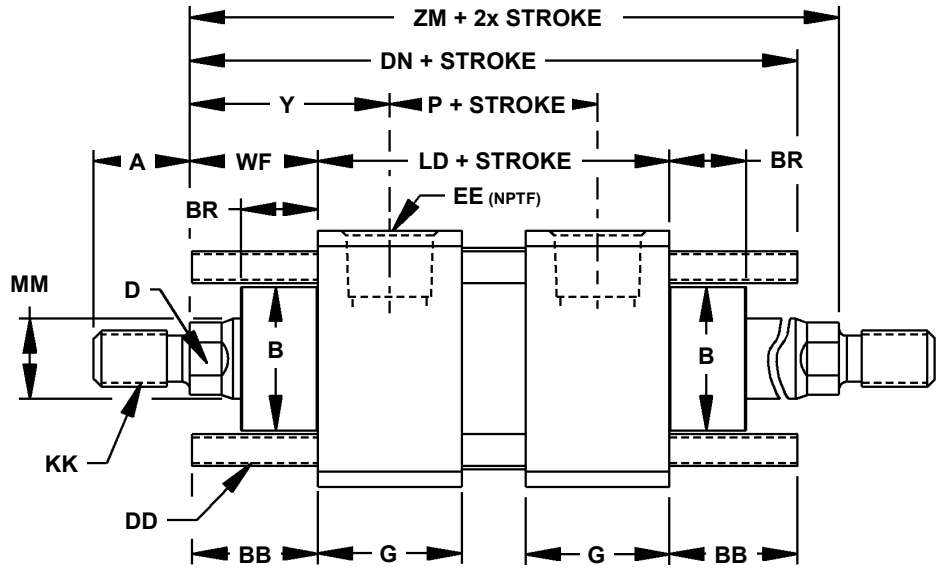 ZM + 2x STROKE
DN + STROKE
Y
P + STROKE
A
WF
LD + STROKE
BR
BR
EE (NPTF)
MM
D
B
B
KK
DD
BB
G
G
BB